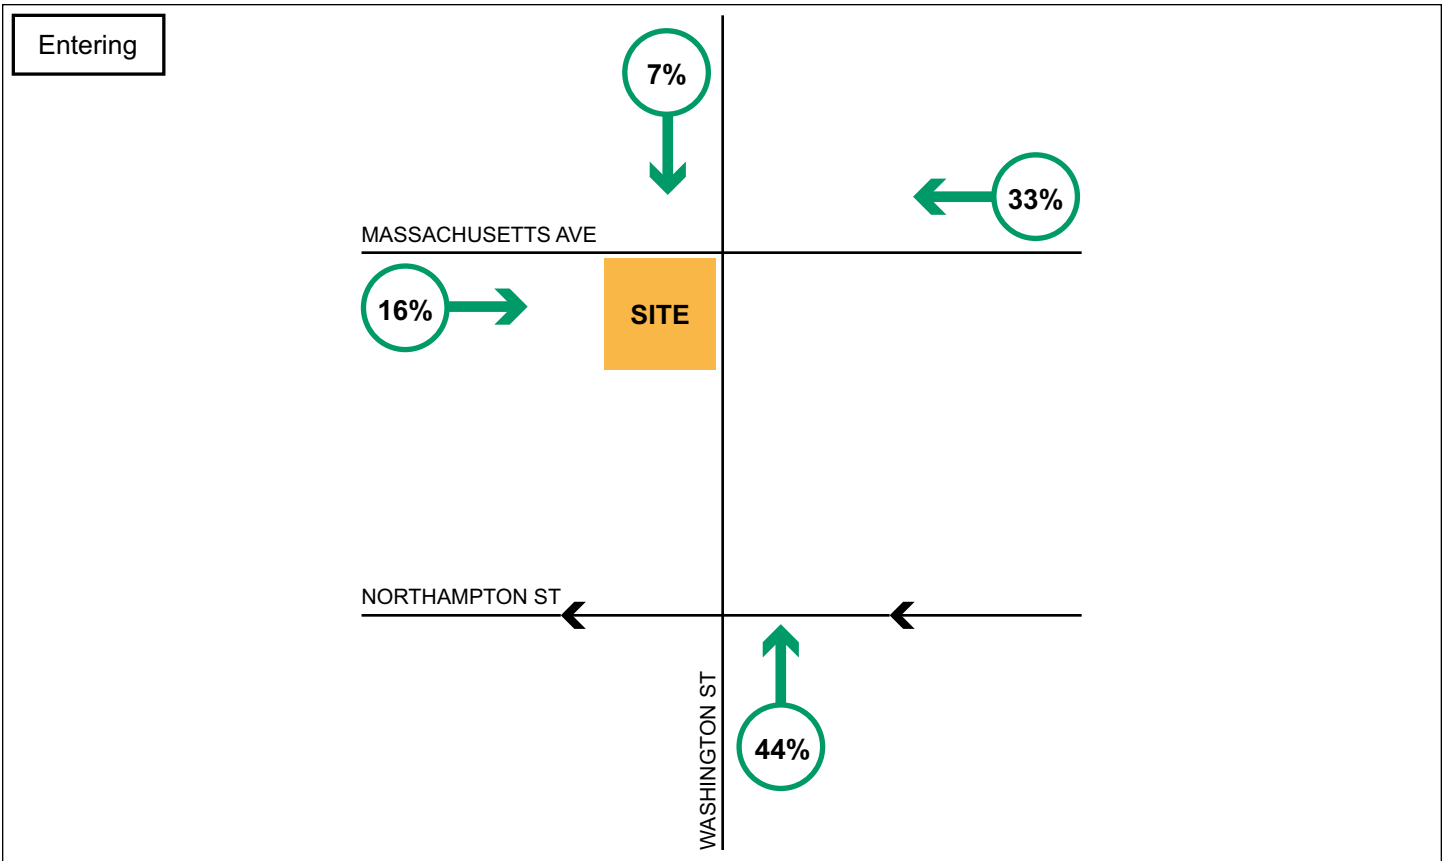 Entering
7%
33%
MASSACHUSETTS AVE
16%
SITE
NORTHAMPTON ST
WASHINGTON ST
44%